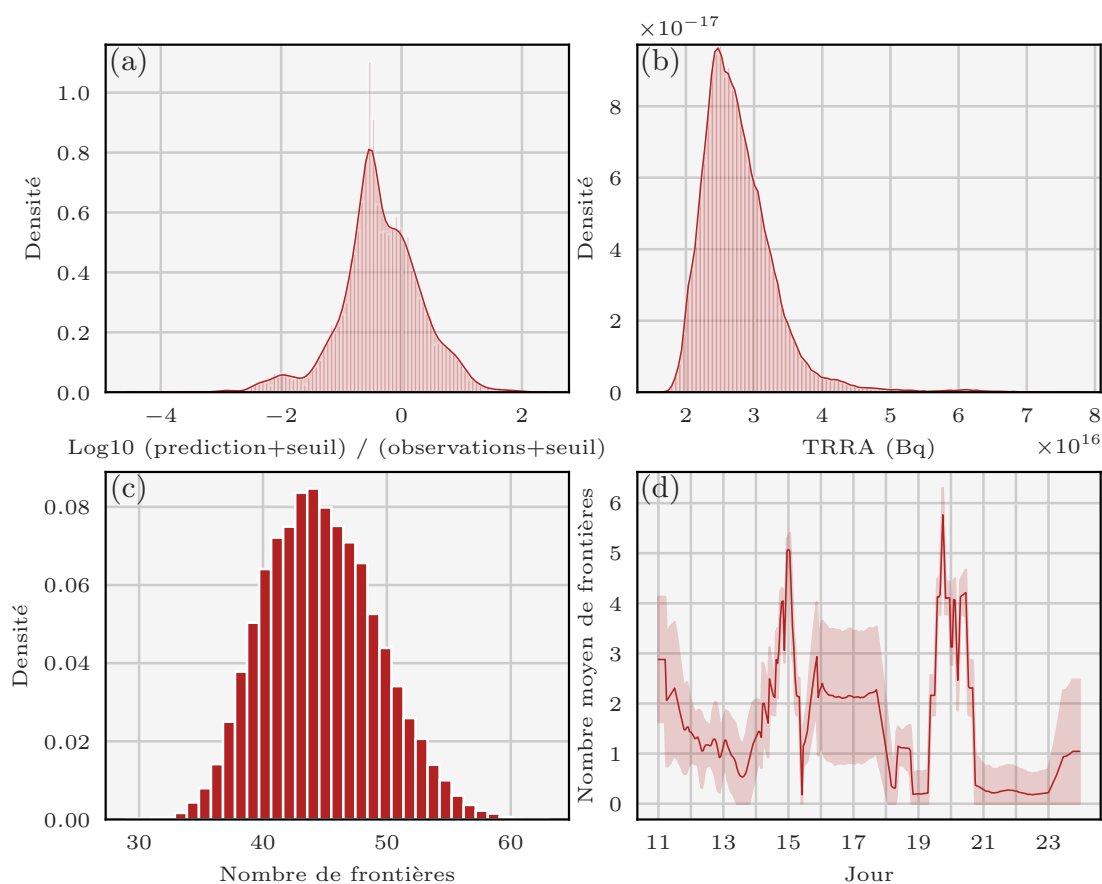 (a)
Densité
1.0
0.8
0.6
0.4
0.2
0.0
−4 −2 0 2
Log10 (prediction+seuil) / (observations+seuil)
×10−17
(b)
Densité
8
6
4
2
0
2 3 4 5 6 7 8
×10^16
TRRA (Bq)
(c)
Densité
0.08
0.06
0.04
0.02
0.00
30 40 50 60
Nombre de frontières
(d)
Nombre moyen de frontières
6
5
4
3
2
1
0
11 13 15 17 19 21 23
Jour